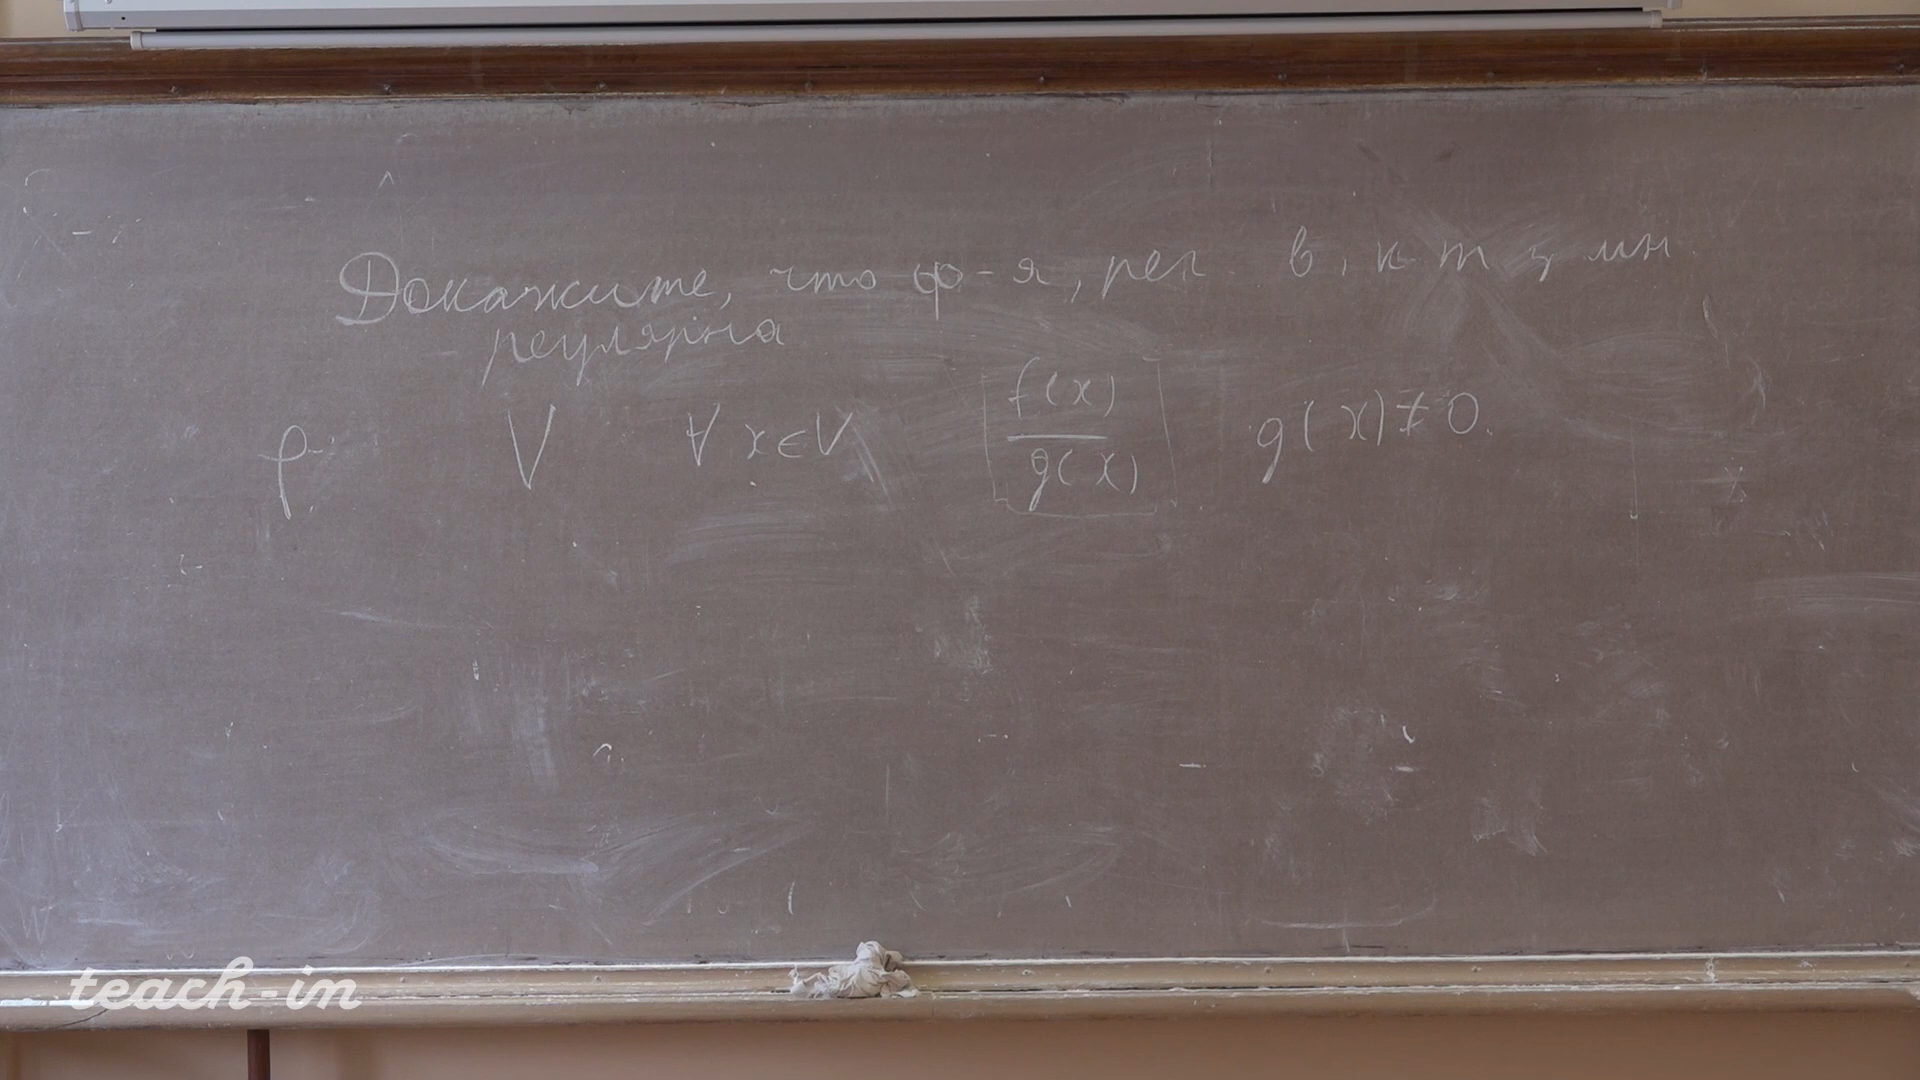 Докажите, что ф-я, рег в , к т з мн.
регулярна
φ V ∀ x∈V f(x)/g(x) g(x)≠0.
teach-in